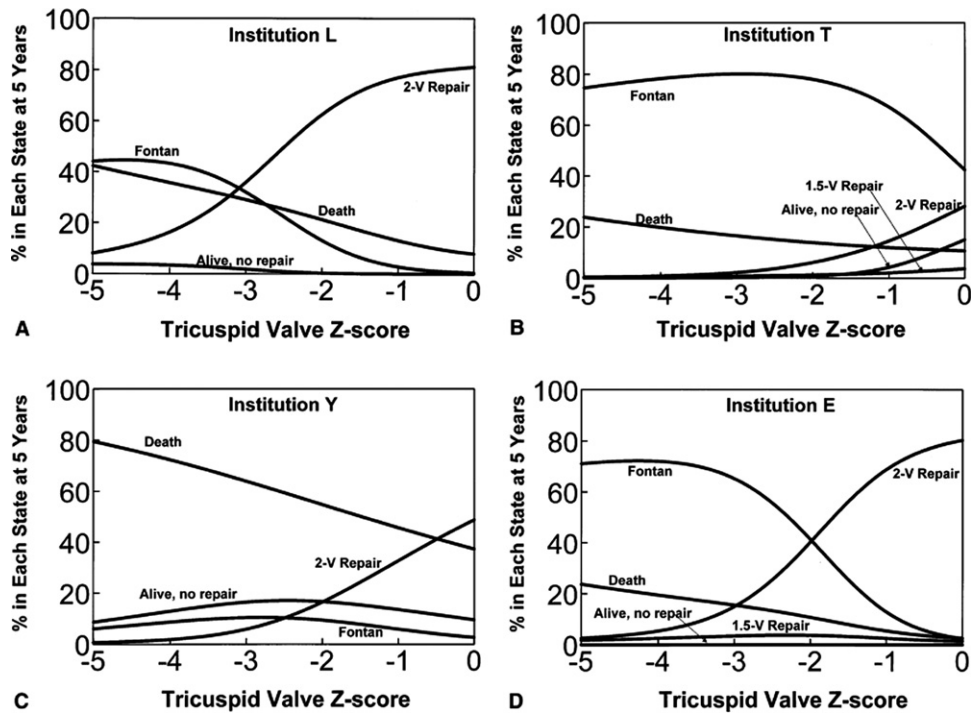 Institution L
% in Each State at 5 Years
100
80
60
40
20
0
2-V Repair
Fontan
Death
Alive, no repair
-5 -4 -3 -2 -1 0
A Tricuspid Valve Z-score
Institution T
% in Each State at 5 Years
100
80
60
40
20
0
Fontan
1.5-V Repair
2-V Repair
Alive, no repair
Death
-5 -4 -3 -2 -1 0
B Tricuspid Valve Z-score
Institution Y
% in Each State at 5 Years
100
80
60
40
20
0
Death
2-V Repair
Alive, no repair
Fontan
-5 -4 -3 -2 -1 0
C Tricuspid Valve Z-score
Institution E
% in Each State at 5 Years
100
80
60
40
20
0
Fontan
2-V Repair
Death
Alive, no repair
1.5-V Repair
-5 -4 -3 -2 -1 0
D Tricuspid Valve Z-score